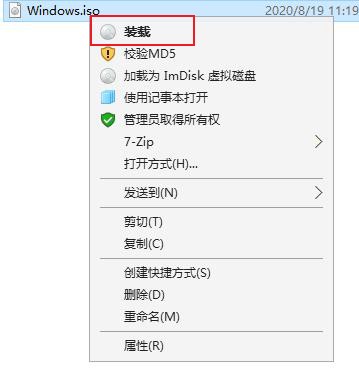 Windows.iso 2020/8/19 11:19
装载
校验MD5
加载为 ImDisk 虚拟磁盘
使用记事本打开
管理员取得所有权
7-Zip
打开方式(H)...
发送到(N)
剪切(T)
复制(C)
创建快捷方式(S)
删除(D)
重命名(M)
属性(R)